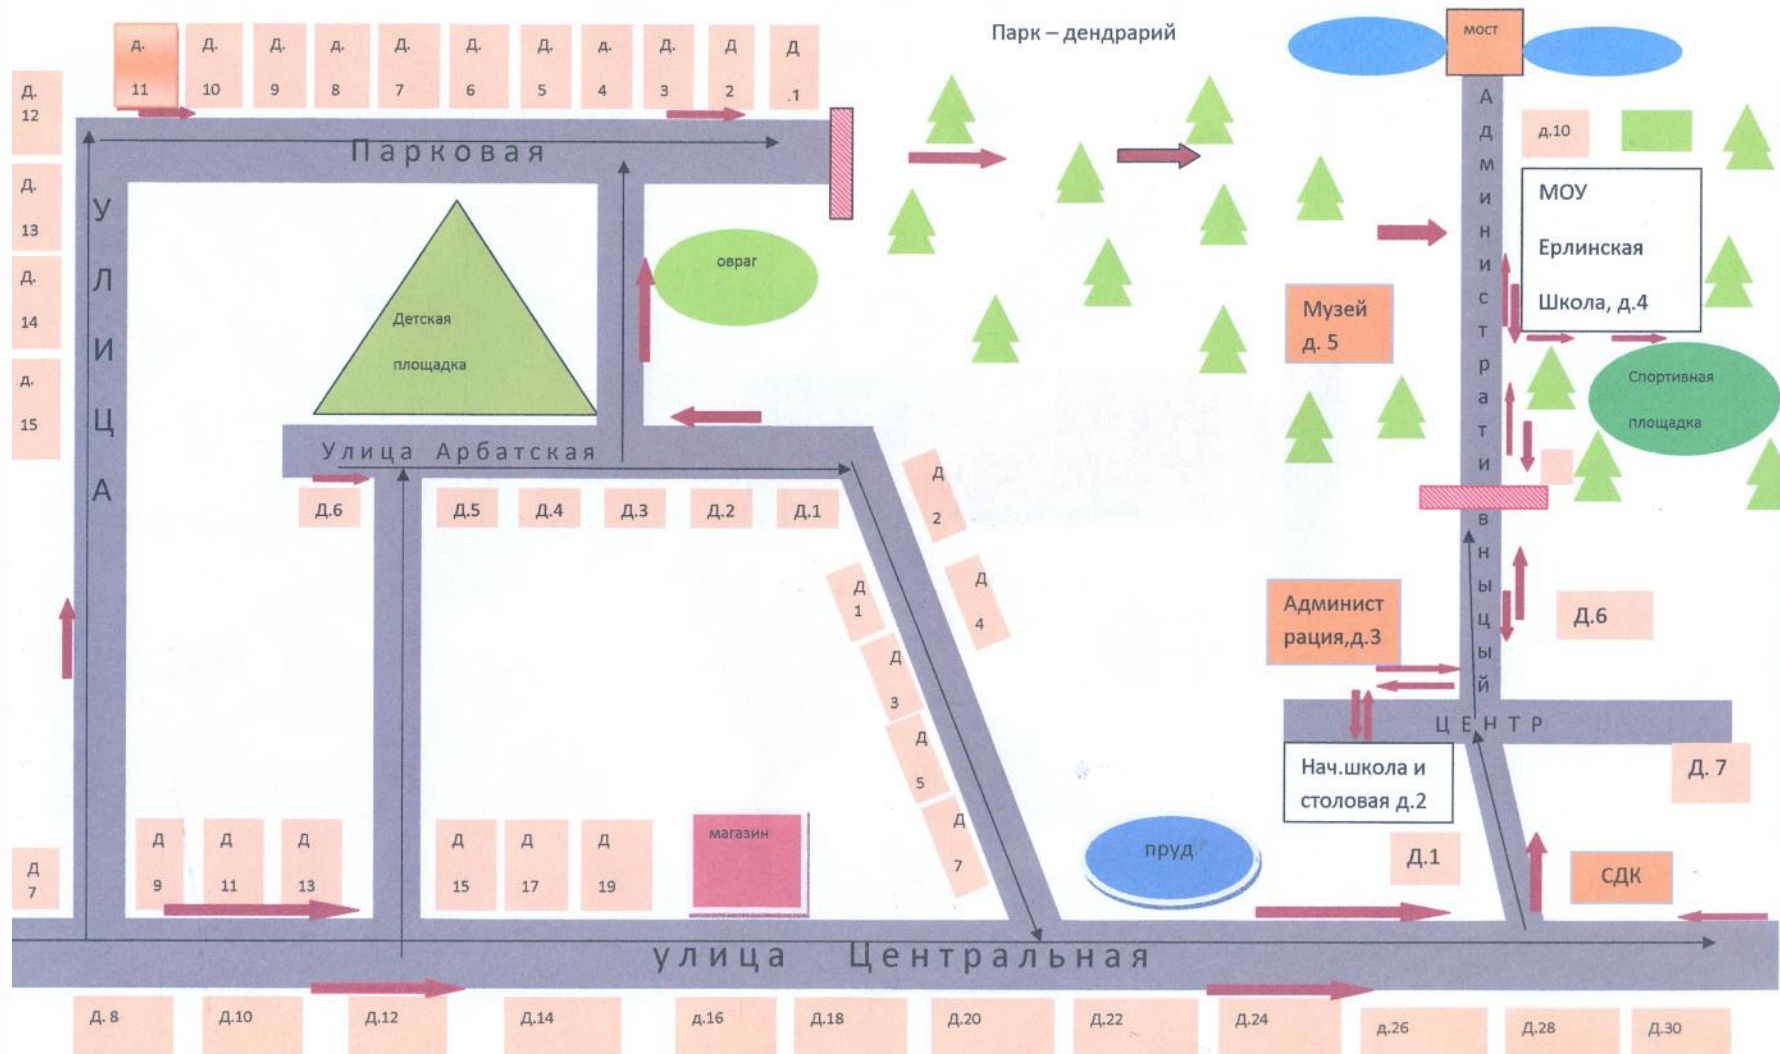 Парк – дендрарий
мост
д.
11
Д.
10
Д.
9
д.
8
Д.
7
Д.
6
Д.
5
д.
4
Д.
3
Д
2
Д
.1
Д.
12
Д.
13
Д.
14
д.
15
УЛИЦА
Парковая
Детская
площадка
овраг
Административныцый
д.10
МОУ
Ерлинская
Школа, д.4
Музей
д. 5
Спортивная
площадка
Улица Арбатская
Д.6
Д.5
Д.4
Д.3
Д.2
Д.1
Д
2
Д
4
Д
1
Д
3
Д
5
Д
7
Админист
рация,д.3
Д.6
ЦЕНТР
Нач.школа и
столовая д.2
Д. 7
Д
7
Д
9
Д
11
Д
13
Д
15
Д
17
Д
19
магазин
пруд
Д.1
СДК
улица Центральная
Д.8
Д.10
Д.12
Д.14
д.16
Д.18
Д.20
Д.22
Д.24
д.26
Д.28
Д.30